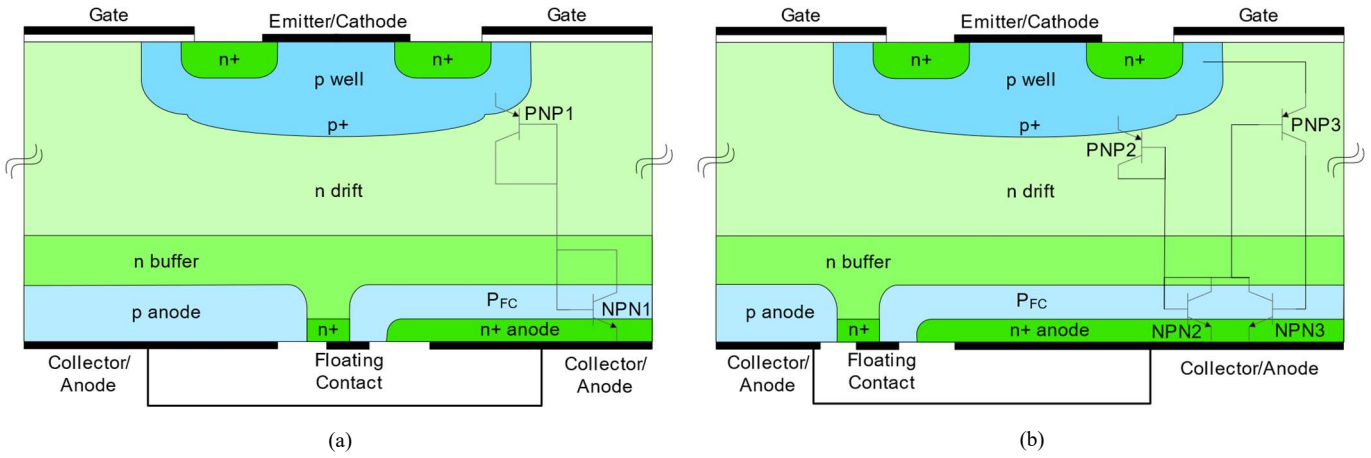 Gate
Emitter/Cathode
Gate
n+
n+
p well
p+
PNP1
n drift
n buffer
p anode
n+
PFC
NPN1
n+ anode
Collector/
Anode
Floating
Contact
Collector/
Anode
(a)
Gate
Emitter/Cathode
Gate
n+
n+
p well
p+
PNP2
PNP3
n drift
n buffer
p anode
n+
PFC
n+ anode
NPN2
NPN3
Collector/
Anode
Floating
Contact
Collector/Anode
(b)